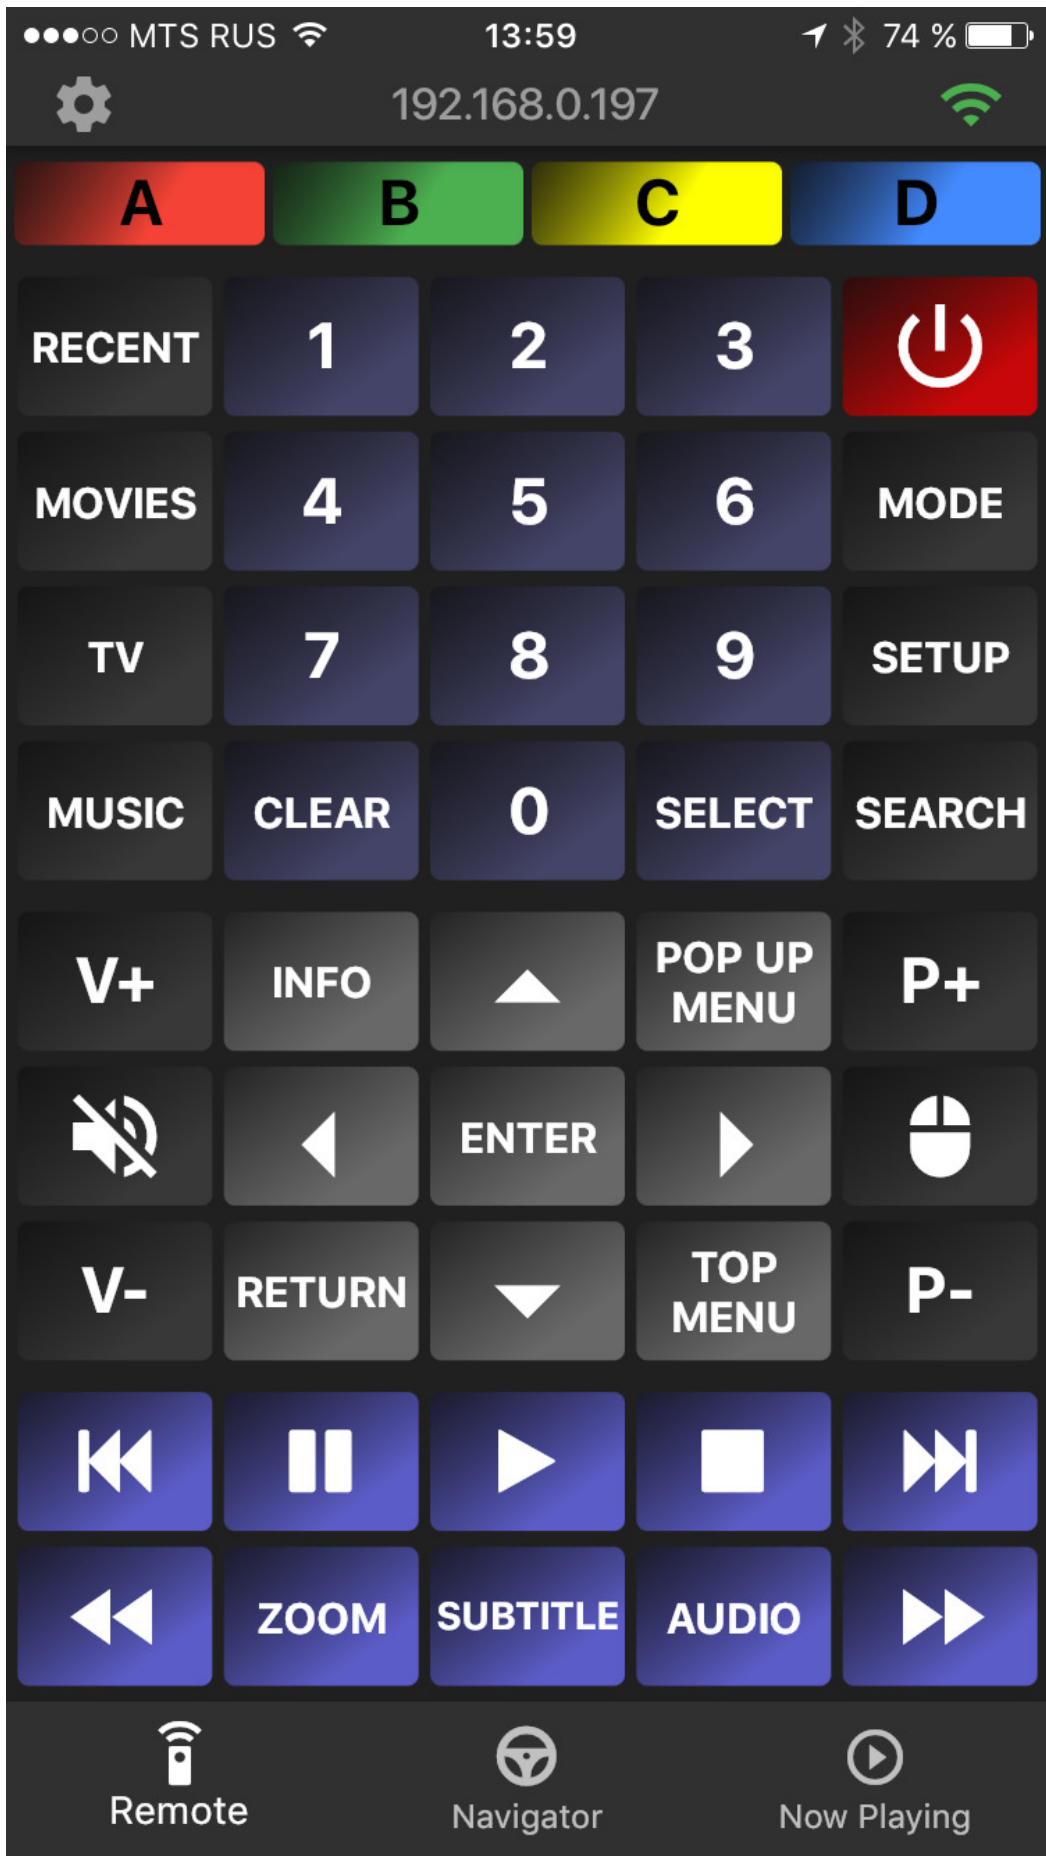 MTS RUS 13:59 74 %
192.168.0.197
A B C D
RECENT 1 2 3
MOVIES 4 5 6 MODE
TV 7 8 9 SETUP
MUSIC CLEAR 0 SELECT SEARCH
V+ INFO POP UP MENU P+
ENTER
V- RETURN TOP MENU P-
ZOOM SUBTITLE AUDIO
Remote Navigator Now Playing